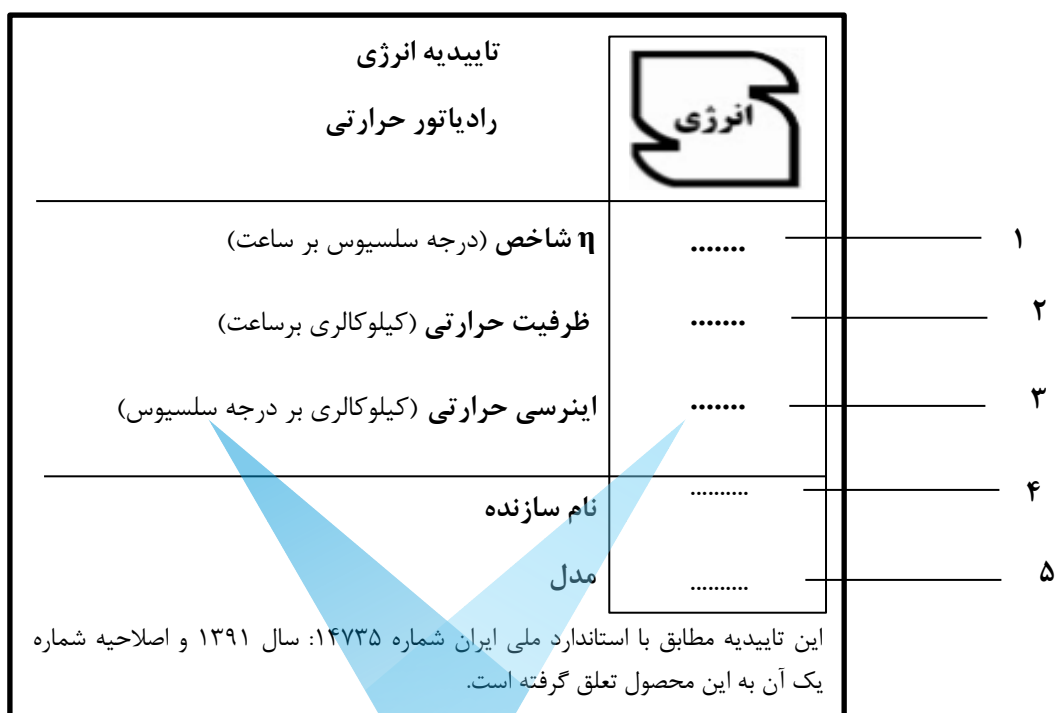 تاییدیه انرژی
رادیاتور حرارتی
انرژی
η شاخص (درجه سلسیوس بر ساعت) ....... ۱
ظرفیت حرارتی (کیلوکالری برساعت) ....... ۲
اینرسی حرارتی (کیلوکالری بر درجه سلسیوس) ....... ۳
نام سازنده .......... ۴
مدل .......... ۵
این تاییدیه مطابق با استاندارد ملی ایران شماره ۱۴۷۳۵: سال ۱۳۹۱ و اصلاحیه شماره
یک آن به این محصول تعلق گرفته است.